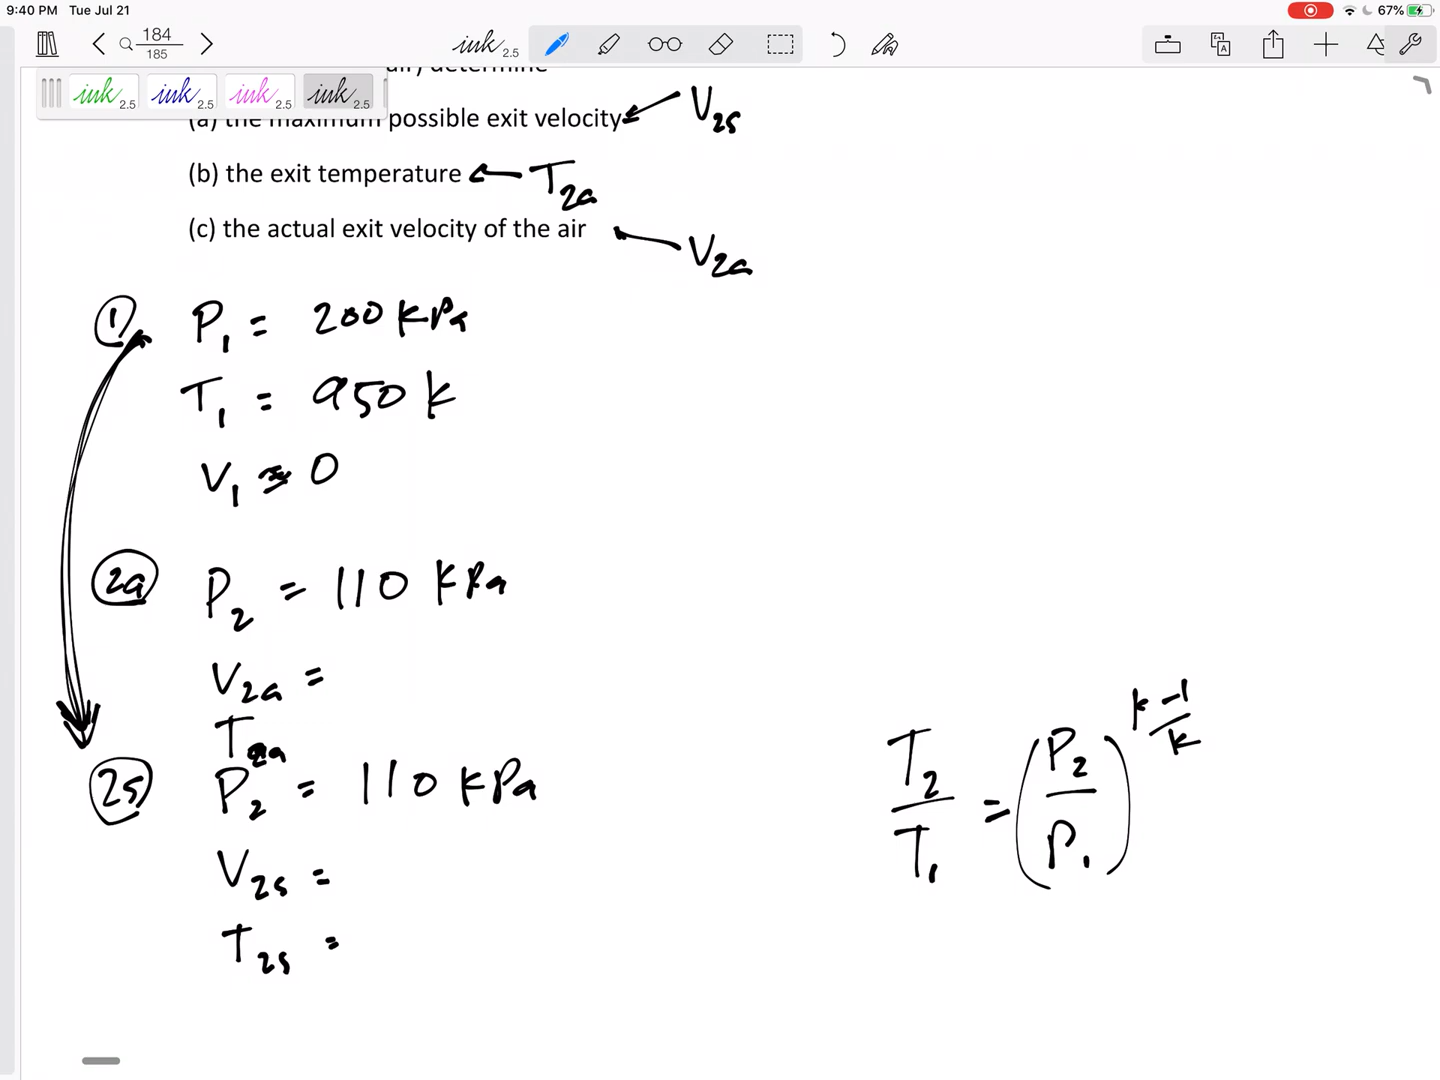 9:40 PM Tue Jul 21
67%
184
185
ink 2.5
ink 2.5 ink 2.5 ink 2.5 ink 2.5
determine
(a) the maximum possible exit velocity V2s
(b) the exit temperature T2a
(c) the actual exit velocity of the air V2a
1 P1 = 200 kPa
T1 = 950 k
V1 ≈ 0
2a P2 = 110 kPa
V2a =
T2a
2s P2 = 110 kPa
V2s =
T2s =
T2/T1 = (P2/P1)^(k-1/k)